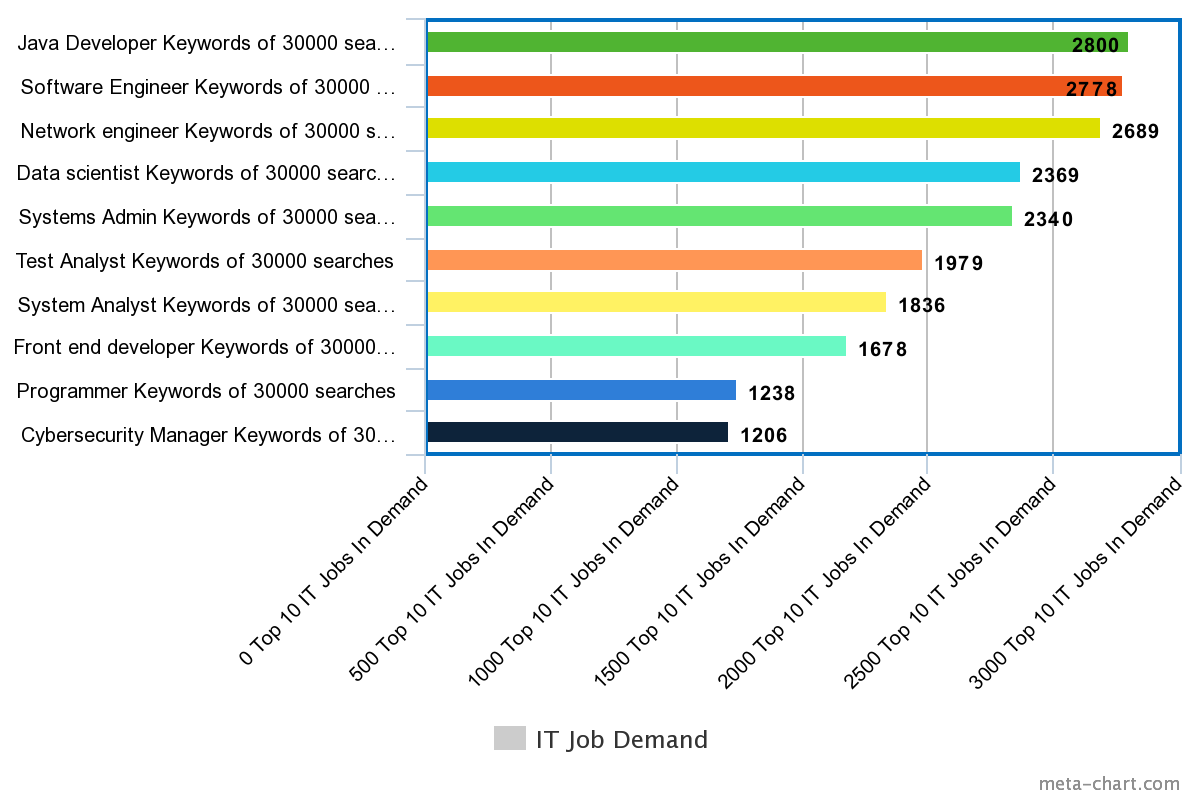 Java Developer Keywords of 30000 sea…
2800
Software Engineer Keywords of 30000 …
2778
Network engineer Keywords of 30000 s…
2689
Data scientist Keywords of 30000 searc…
2369
Systems Admin Keywords of 30000 sea…
2340
Test Analyst Keywords of 30000 searches
1979
System Analyst Keywords of 30000 sea…
1836
Front end developer Keywords of 30000…
1678
Programmer Keywords of 30000 searches
1238
Cybersecurity Manager Keywords of 30…
1206
0 Top 10 IT Jobs In Demand
500 Top 10 IT Jobs In Demand
1000 Top 10 IT Jobs In Demand
1500 Top 10 IT Jobs In Demand
2000 Top 10 IT Jobs In Demand
2500 Top 10 IT Jobs In Demand
3000 Top 10 IT Jobs In Demand
IT Job Demand
meta-chart.com